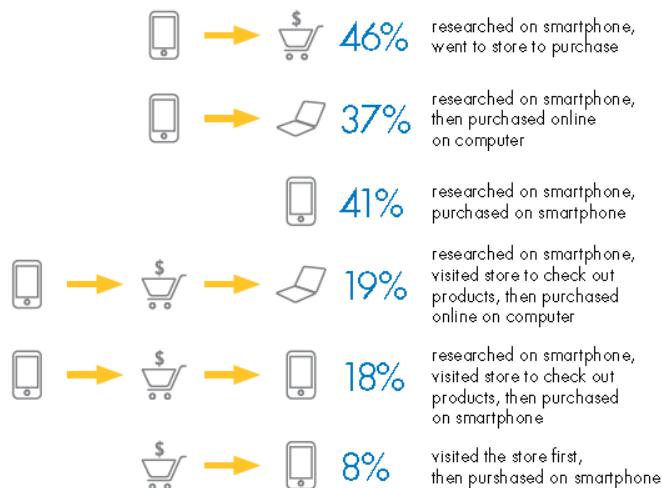 $
46%
researched on smartphone,
went to store to purchase
37%
researched on smartphone,
then purchased online
on computer
41%
researched on smartphone,
purchased on smartphone
$
19%
researched on smartphone,
visited store to check out
products, then purchased
online on computer
$
18%
researched on smartphone,
visited store to check out
products, then purchased
on smartphone
$
8%
visited the store first,
then purshased on smartphone